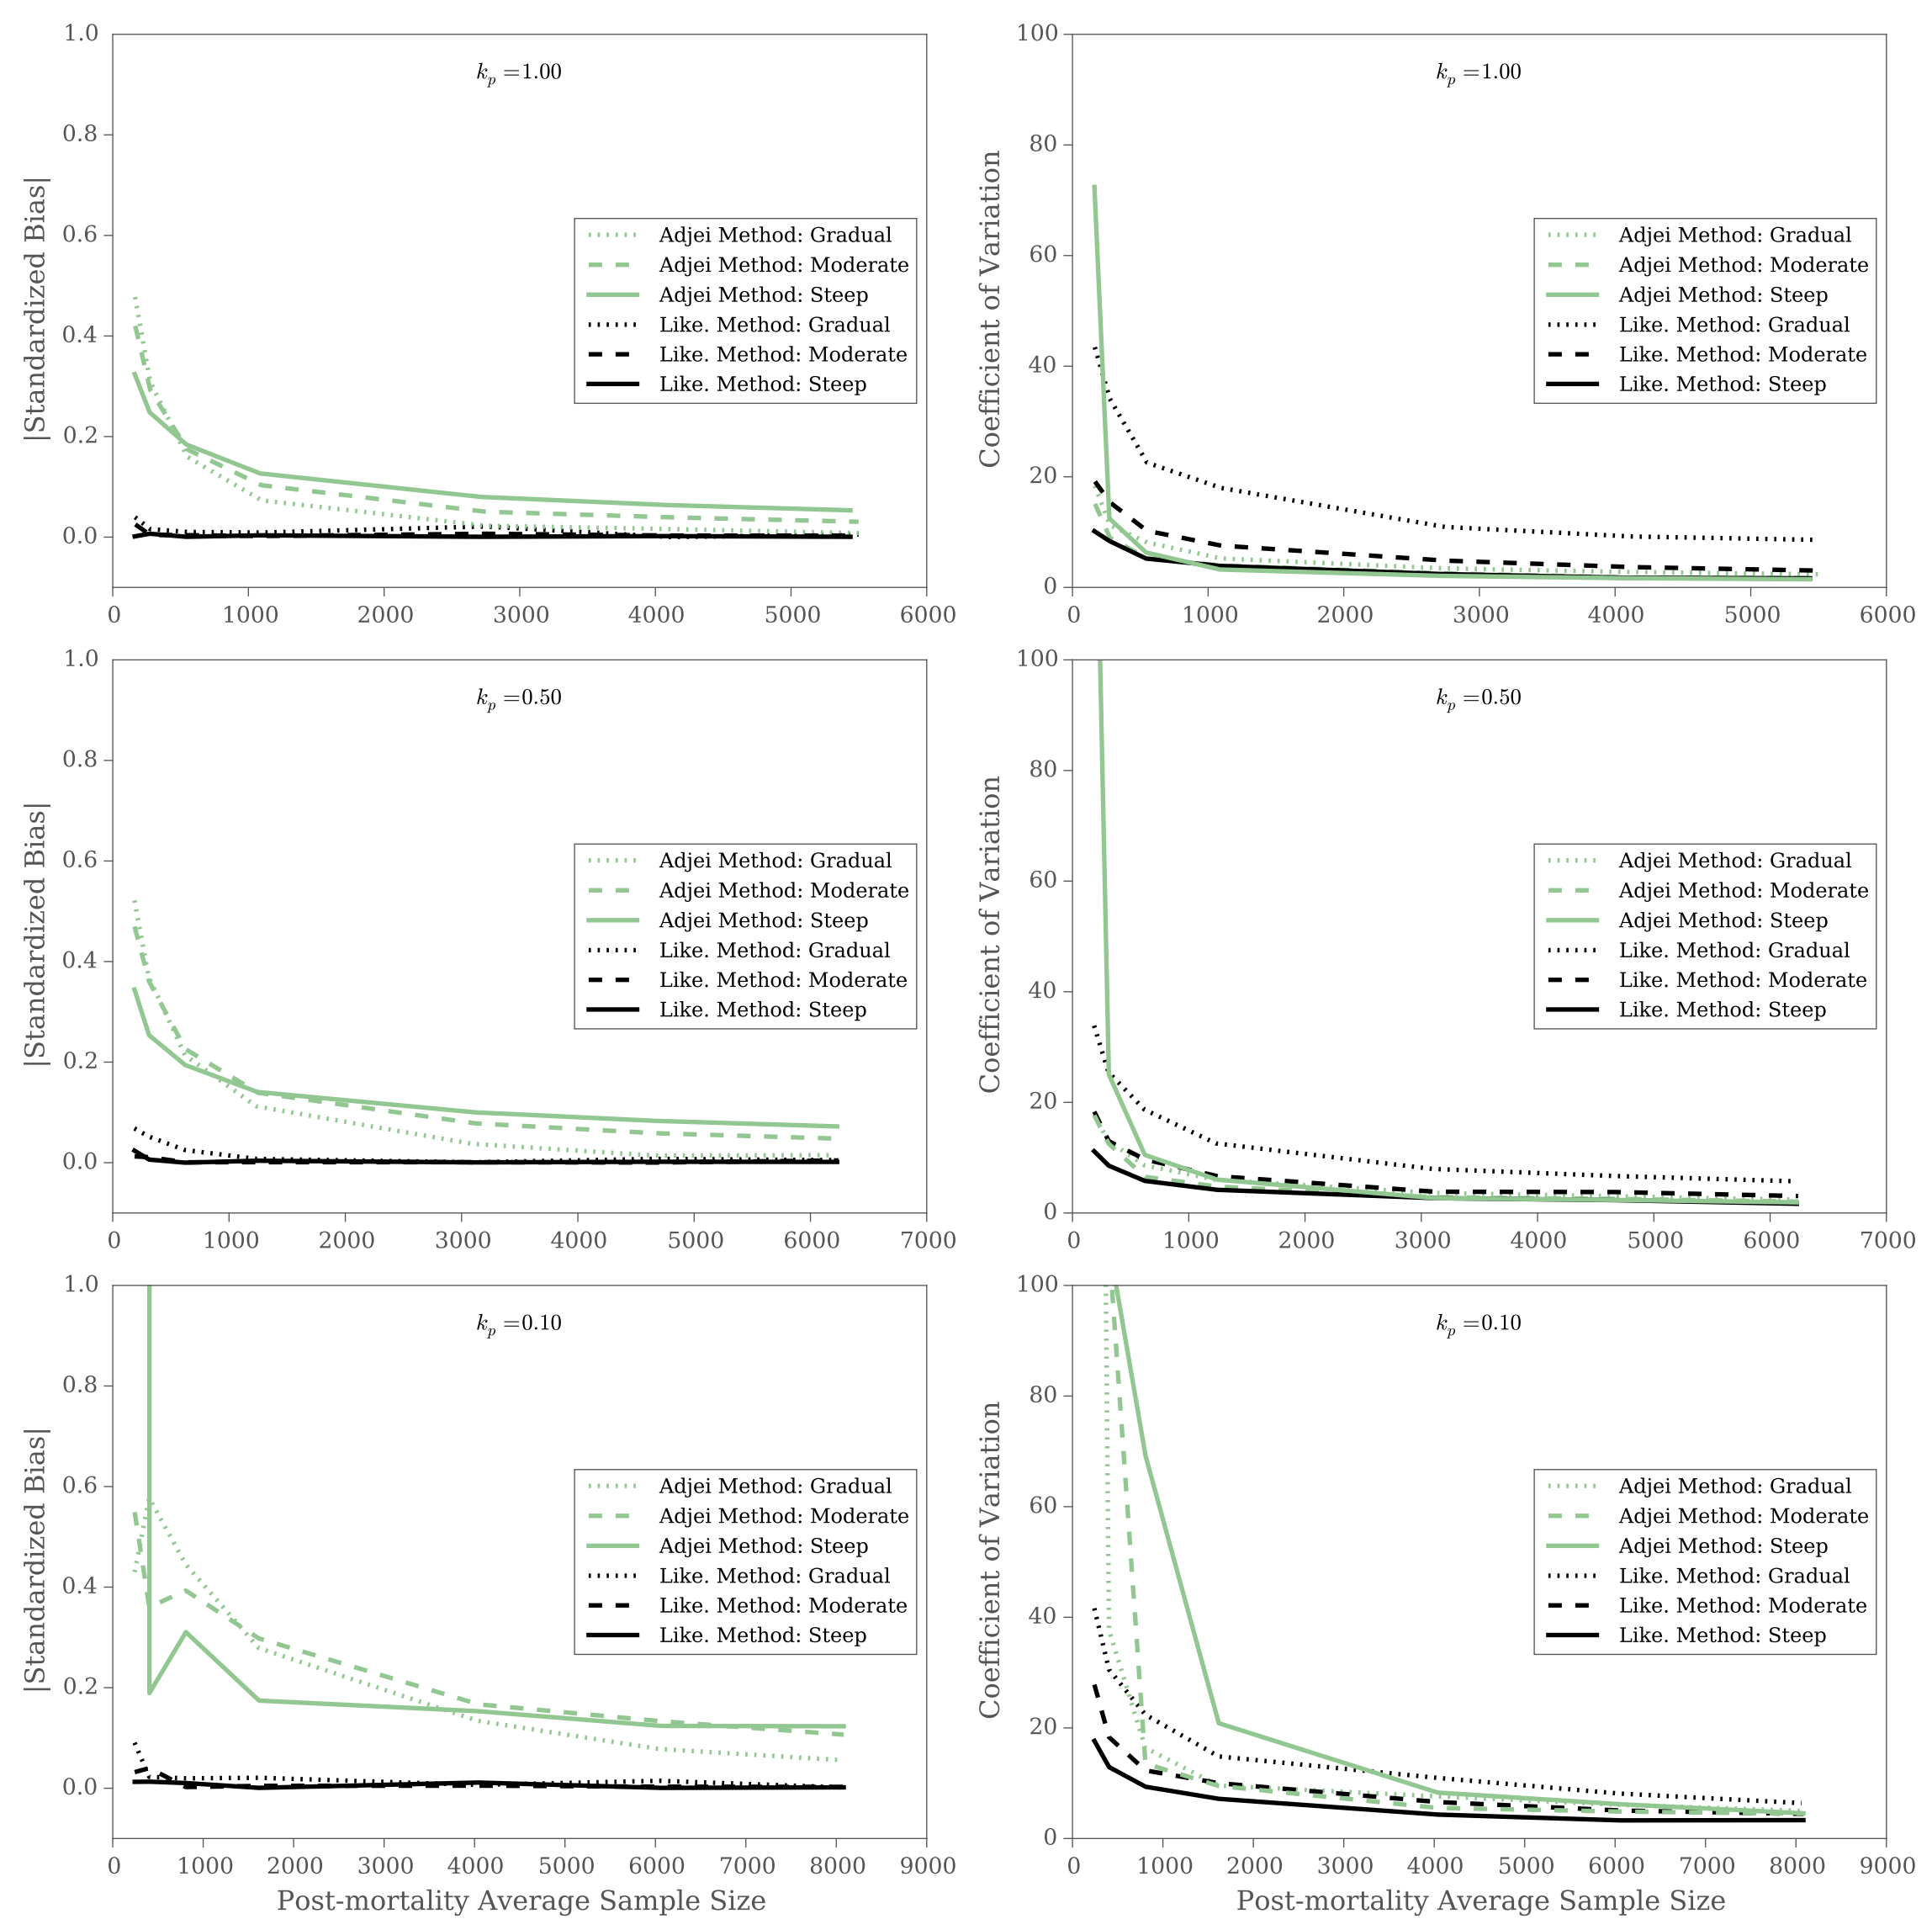 1.0
0.8
0.6
0.4
0.2
0.0
|Standardized Bias|
k_p = 1.00
Adjei Method: Gradual
Adjei Method: Moderate
Adjei Method: Steep
Like. Method: Gradual
Like. Method: Moderate
Like. Method: Steep
0 1000 2000 3000 4000 5000 6000
100
80
60
40
20
0
Coefficient of Variation
k_p = 1.00
Adjei Method: Gradual
Adjei Method: Moderate
Adjei Method: Steep
Like. Method: Gradual
Like. Method: Moderate
Like. Method: Steep
0 1000 2000 3000 4000 5000 6000
1.0
0.8
0.6
0.4
0.2
0.0
|Standardized Bias|
k_p = 0.50
Adjei Method: Gradual
Adjei Method: Moderate
Adjei Method: Steep
Like. Method: Gradual
Like. Method: Moderate
Like. Method: Steep
0 1000 2000 3000 4000 5000 6000 7000
100
80
60
40
20
0
Coefficient of Variation
k_p = 0.50
Adjei Method: Gradual
Adjei Method: Moderate
Adjei Method: Steep
Like. Method: Gradual
Like. Method: Moderate
Like. Method: Steep
0 1000 2000 3000 4000 5000 6000 7000
1.0
0.8
0.6
0.4
0.2
0.0
|Standardized Bias|
k_p = 0.10
Adjei Method: Gradual
Adjei Method: Moderate
Adjei Method: Steep
Like. Method: Gradual
Like. Method: Moderate
Like. Method: Steep
0 1000 2000 3000 4000 5000 6000 7000 8000 9000
Post-mortality Average Sample Size
100
80
60
40
20
0
Coefficient of Variation
k_p = 0.10
Adjei Method: Gradual
Adjei Method: Moderate
Adjei Method: Steep
Like. Method: Gradual
Like. Method: Moderate
Like. Method: Steep
0 1000 2000 3000 4000 5000 6000 7000 8000 9000
Post-mortality Average Sample Size